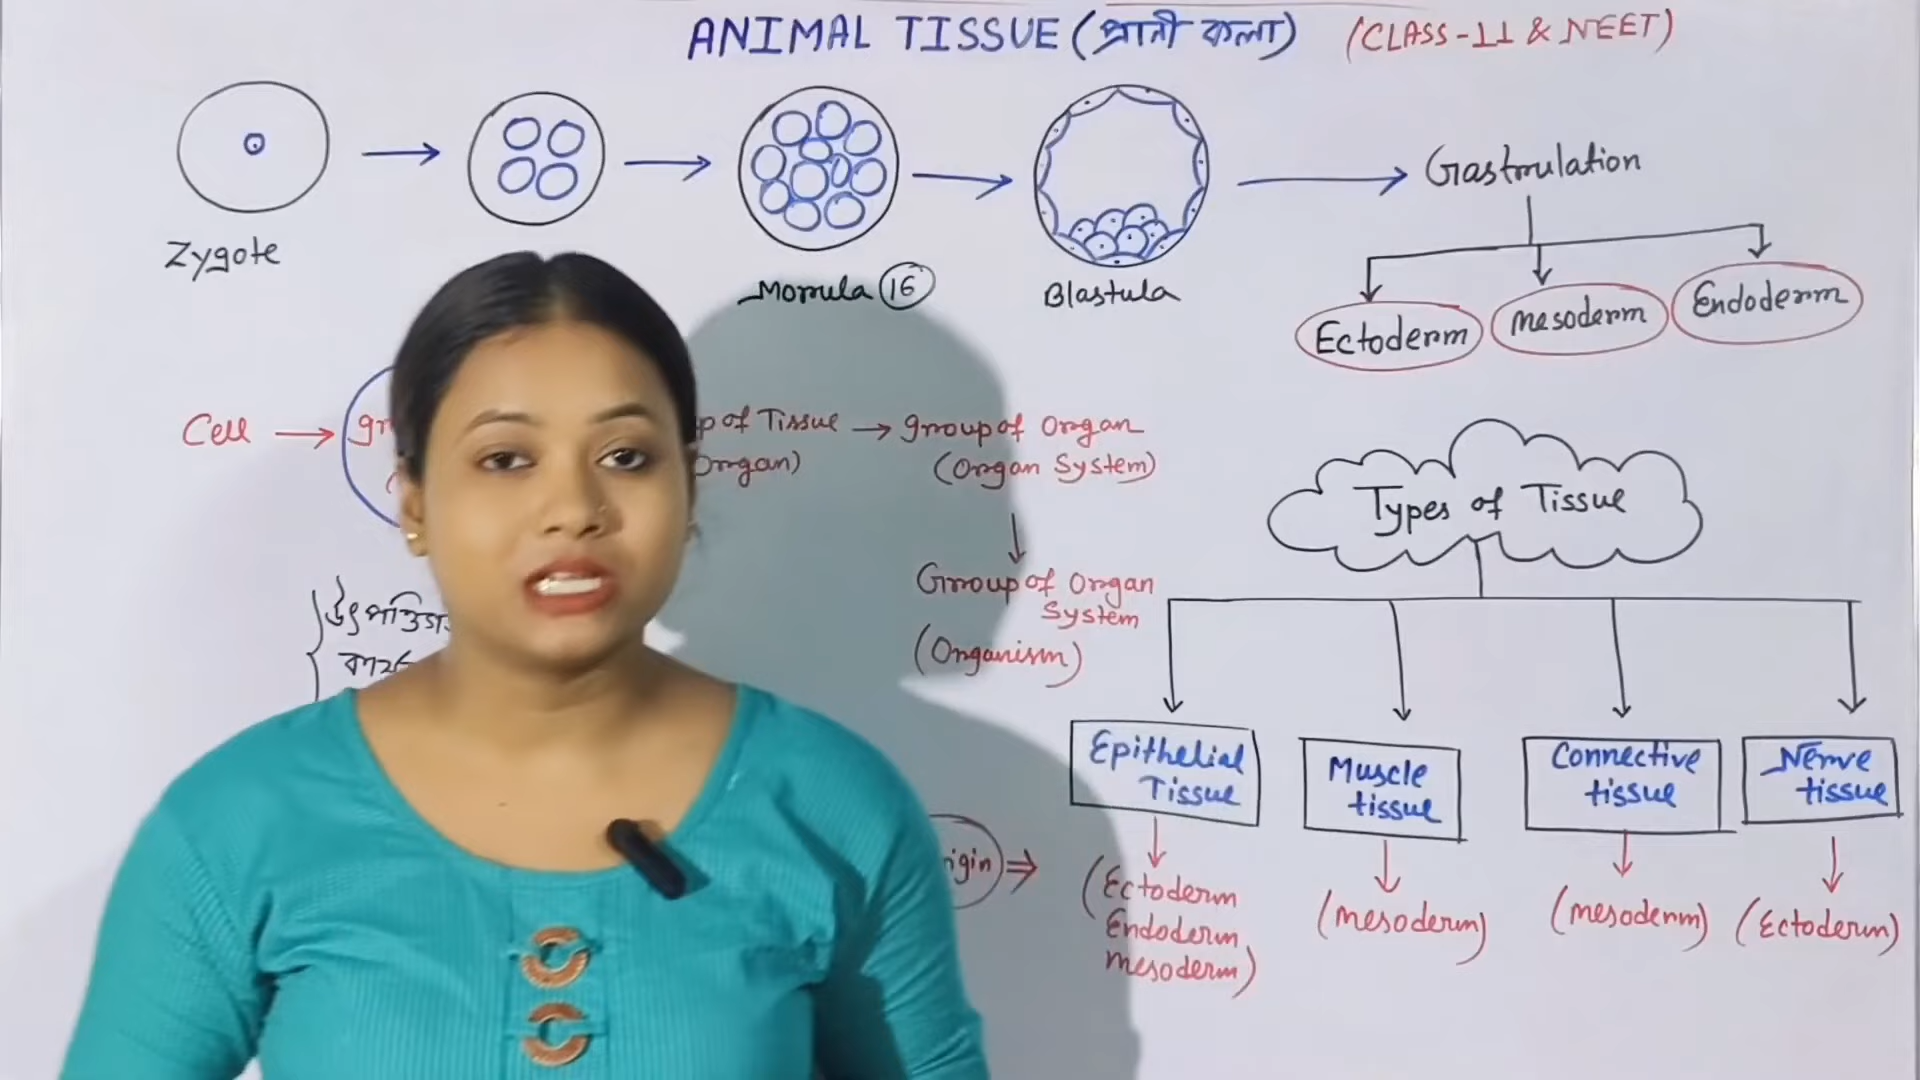 ANIMAL TISSUE (প্রানী কলা) (CLASS-11 & NEET)
Zygote
Morrula 16
Blastula
Gastrulation
Ectoderm
Mesoderm
Endoderm
Cell → of Tissue → group of Organ
Organ) (Organ System)
Group of Organ
System
(Organism)
Types of Tissue
Epithelial
Tissue
Muscle
tissue
Connective
tissue
Nerve
tissue
(Ectoderm
Endoderm
mesoderm)
(mesoderm)
(mesoderm)
(Ectoderm)